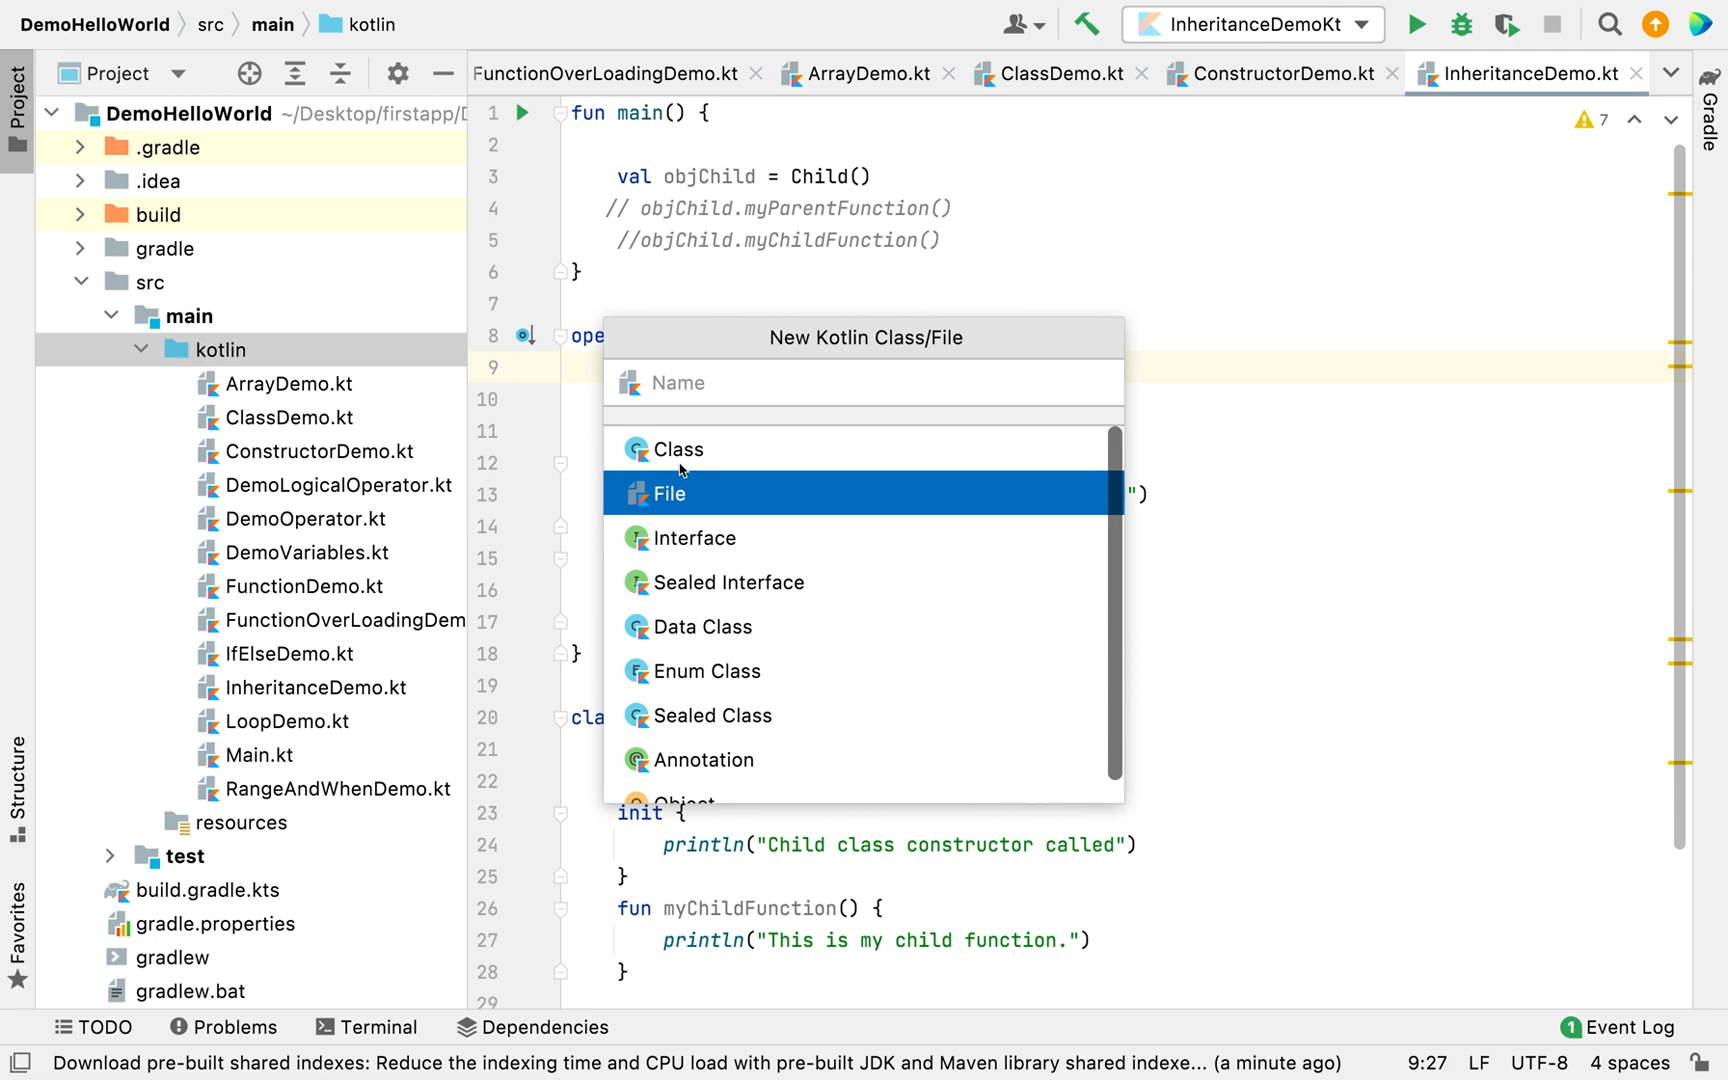 DemoHelloWorld src main kotlin InheritanceDemoKt
Project FunctionOverLoadingDemo.kt ArrayDemo.kt ClassDemo.kt ConstructorDemo.kt InheritanceDemo.kt
Project
Structure
Favorites
Gradle
DemoHelloWorld ~/Desktop/firstapp/
.gradle
.idea
build
gradle
src
main
kotlin
ArrayDemo.kt
ClassDemo.kt
ConstructorDemo.kt
DemoLogicalOperator.kt
DemoOperator.kt
DemoVariables.kt
FunctionDemo.kt
FunctionOverLoadingDem
IfElseDemo.kt
InheritanceDemo.kt
LoopDemo.kt
Main.kt
RangeAndWhenDemo.kt
resources
test
build.gradle.kts
gradle.properties
gradlew
gradlew.bat
7
1 fun main() {
2
3 val objChild = Child()
4 // objChild.myParentFunction()
5 //objChild.myChildFunction()
6 }
7
8 ope
9
10
11
12
13 ")
14
15
16
17
18 }
19
20 cla
21
22
23 init {
24 println("Child class constructor called")
25 }
26 fun myChildFunction() {
27 println("This is my child function.")
28 }
29
New Kotlin Class/File
Name
Class
File
Interface
Sealed Interface
Data Class
Enum Class
Sealed Class
Annotation
Object
TODO Problems Terminal Dependencies 1 Event Log
Download pre-built shared indexes: Reduce the indexing time and CPU load with pre-built JDK and Maven library shared indexe... (a minute ago) 9:27 LF UTF-8 4 spaces